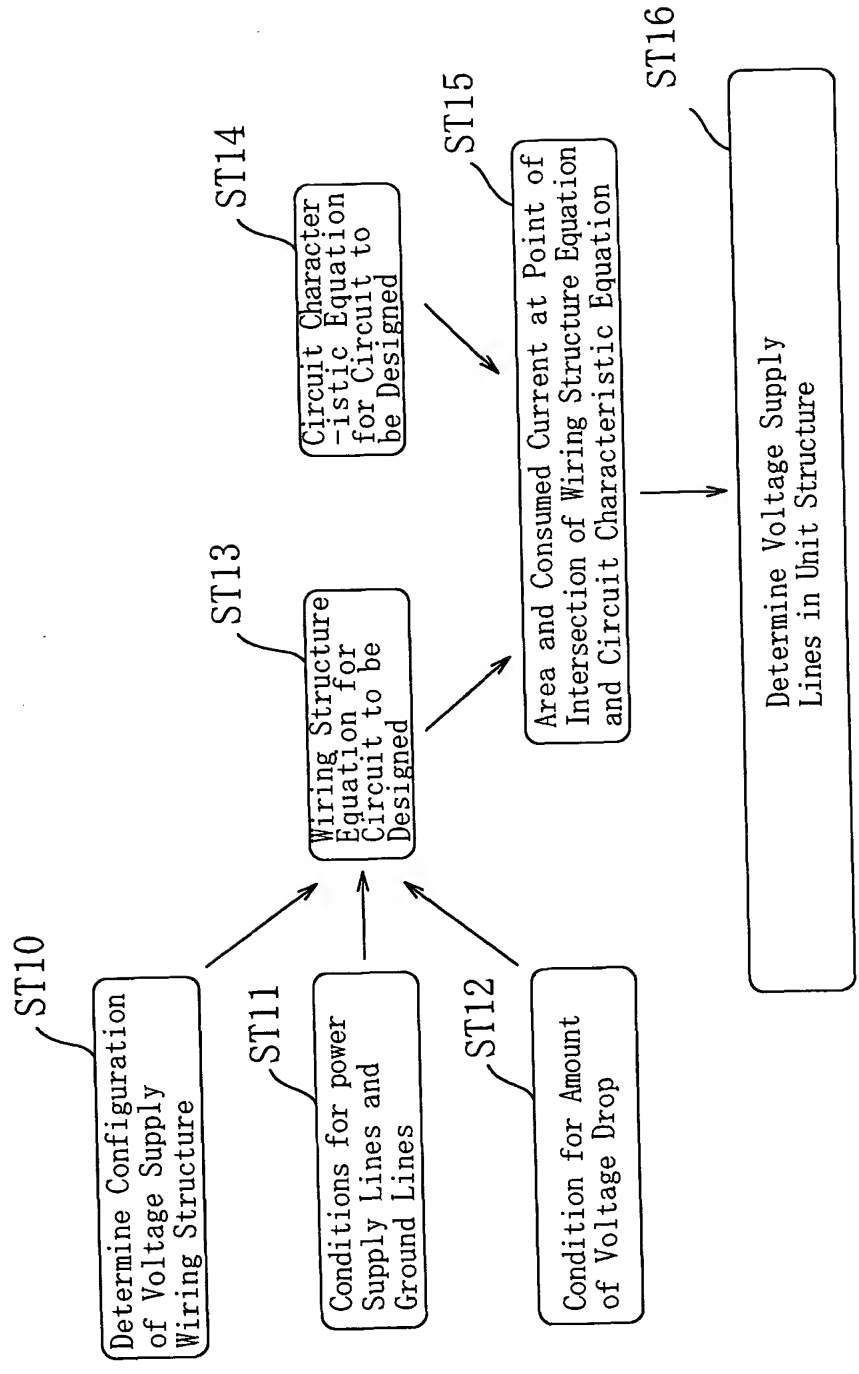 ST10
Determine Configuration
of Voltage Supply
Wiring Structure
ST11
Conditions for power
Supply Lines and
Ground Lines
ST12
Condition for Amount
of Voltage Drop
ST13
Wiring Structure
Equation for
Circuit to be
Designed
ST14
Circuit Character
-istic Equation
for Circuit to
be Designed
ST15
Area and Consumed Current at Point of
Intersection of Wiring Structure Equation
and Circuit Characteristic Equation
ST16
Determine Voltage Supply
Lines in Unit Structure